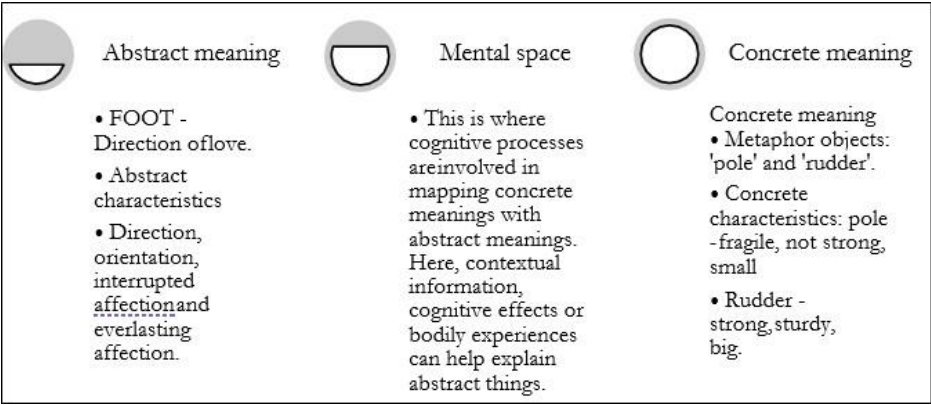 Abstract meaning
• FOOT -
Direction oflove.
• Abstract
characteristics
• Direction,
orientation,
interrupted
affectionand
everlasting
affection.
Mental space
• This is where
cognitive processes
areinvolved in
mapping concrete
meanings with
abstract meanings.
Here, contextual
information,
cognitive effects or
bodily experiences
can help explain
abstract things.
Concrete meaning
Concrete meaning
• Metaphor objects:
'pole' and 'rudder'.
• Concrete
characteristics: pole
-fragile, not strong,
small
• Rudder -
strong,sturdy,
big.